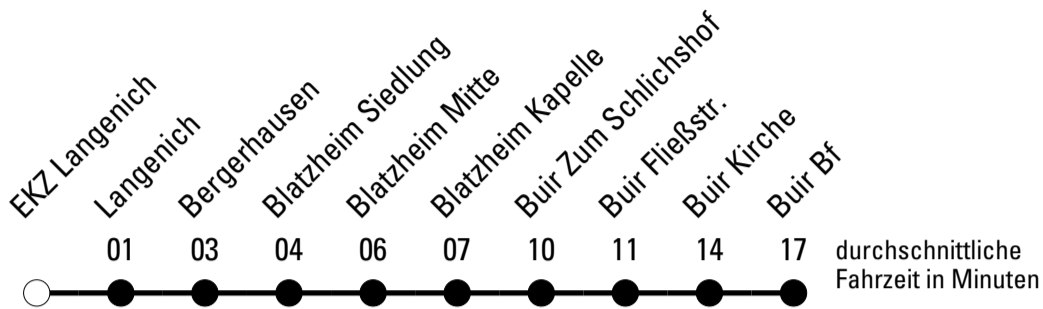 EKZ Langenich
Langenich
Bergerhausen
Blatzheim Siedlung
Blatzheim Mitte
Blatzheim Kapelle
Buir Zum Schlichshof
Buir Fließstr.
Buir Kirche
Buir Bf
01 03 04 06 07 10 11 14 17
durchschnittliche
Fahrzeit in Minuten